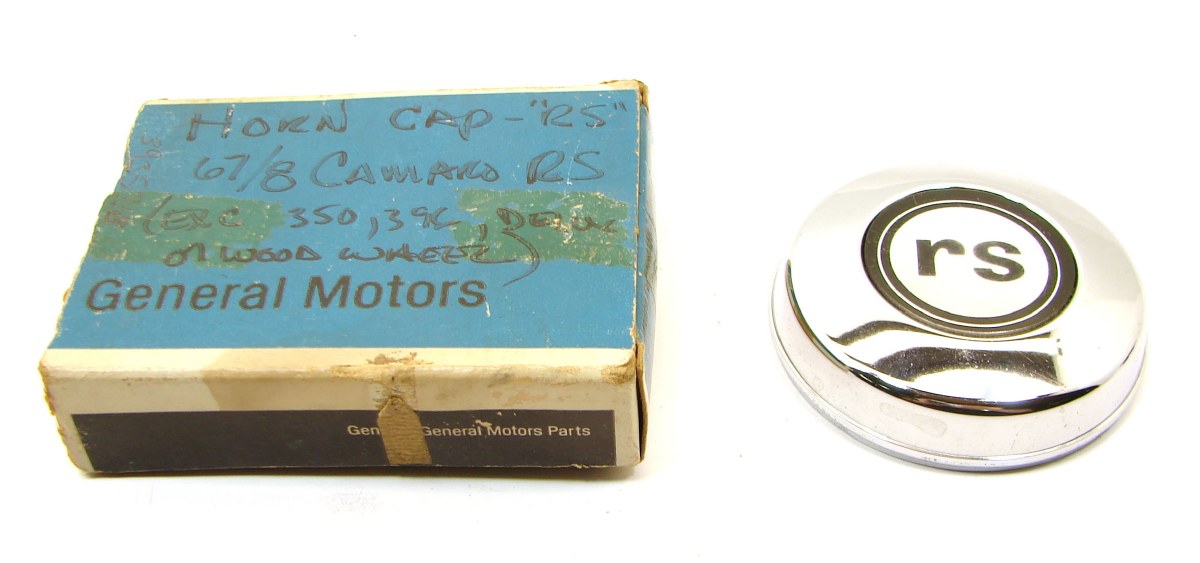 HORN CAP - "RS"
67/8 CAMARO RS
(EXC 350, 396, DELUX
or WOOD WHEEL)
General Motors
Gen General Motors Parts
rs